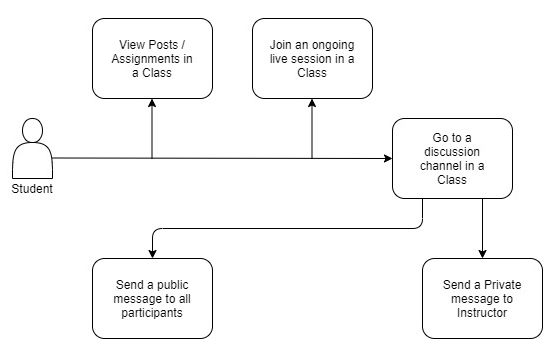 View Posts /
Assignments in
a Class
Join an ongoing
live session in a
Class
Go to a
discussion
channel in a
Class
Student
Send a public
message to all
participants
Send a Private
message to
Instructor